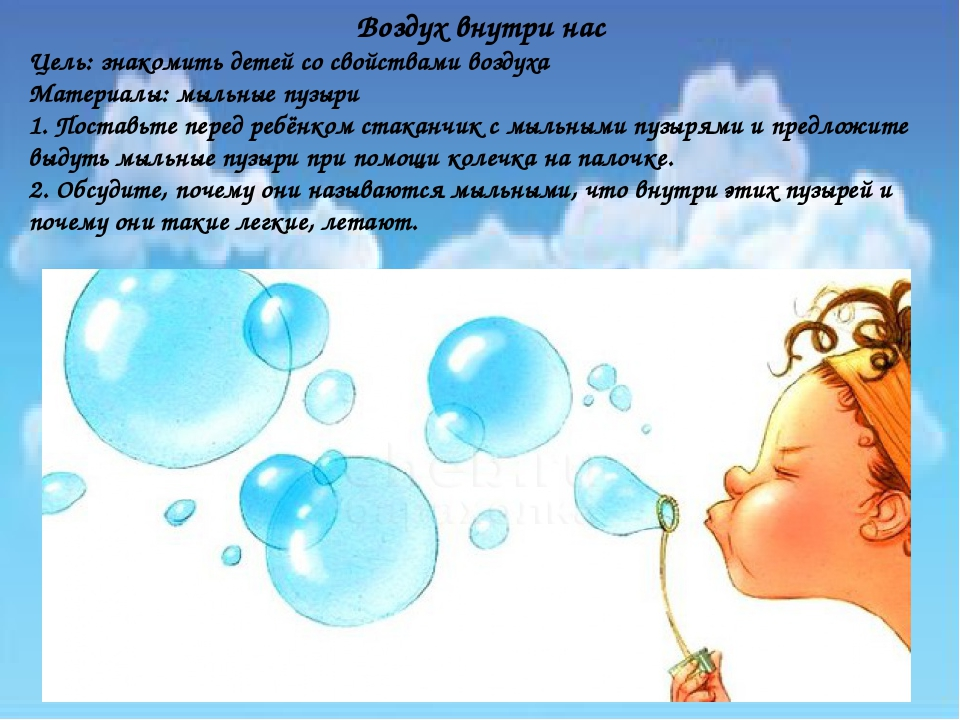 Воздух внутри нас
Цель: знакомить детей со свойствами воздуха
Материалы: мыльные пузыри
1. Поставьте перед ребёнком стаканчик с мыльными пузырями и предложите
выдуть мыльные пузыри при помощи колечка на палочке.
2. Обсудите, почему они называются мыльными, что внутри этих пузырей и
почему они такие легкие, летают.